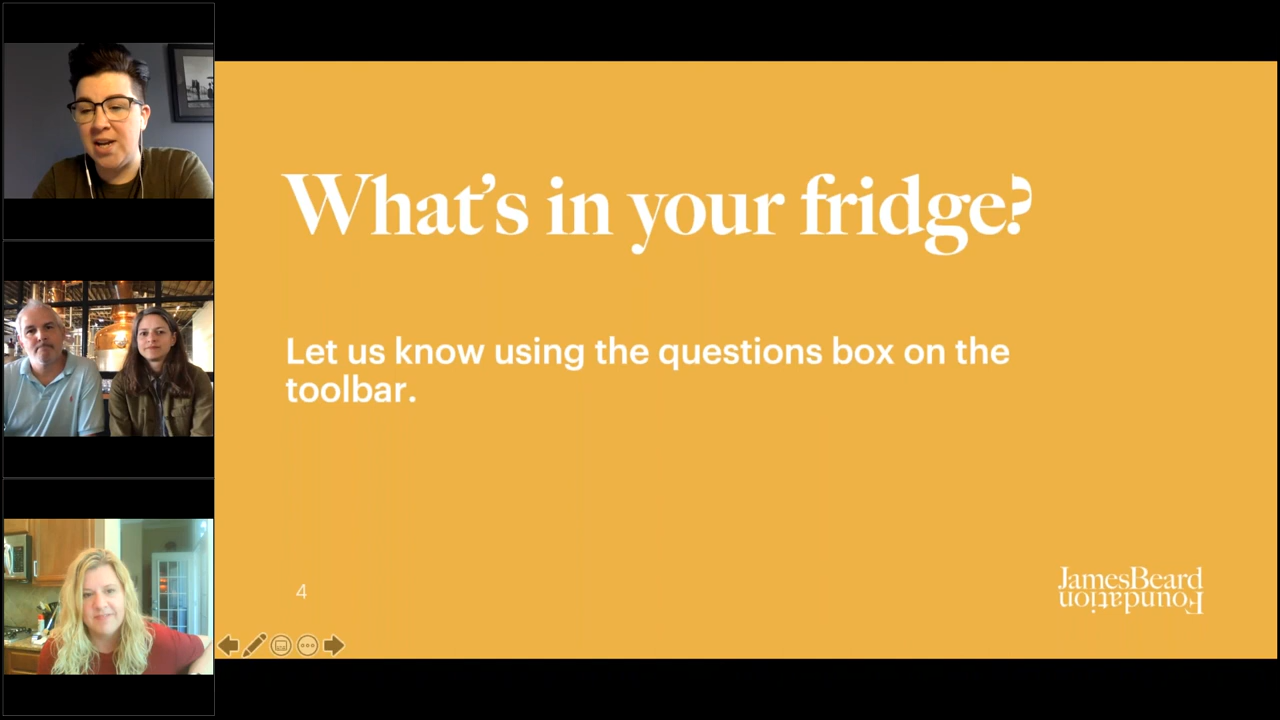 What's in your fridge?
Let us know using the questions box on the
toolbar.
4
JamesBeard
Foundation